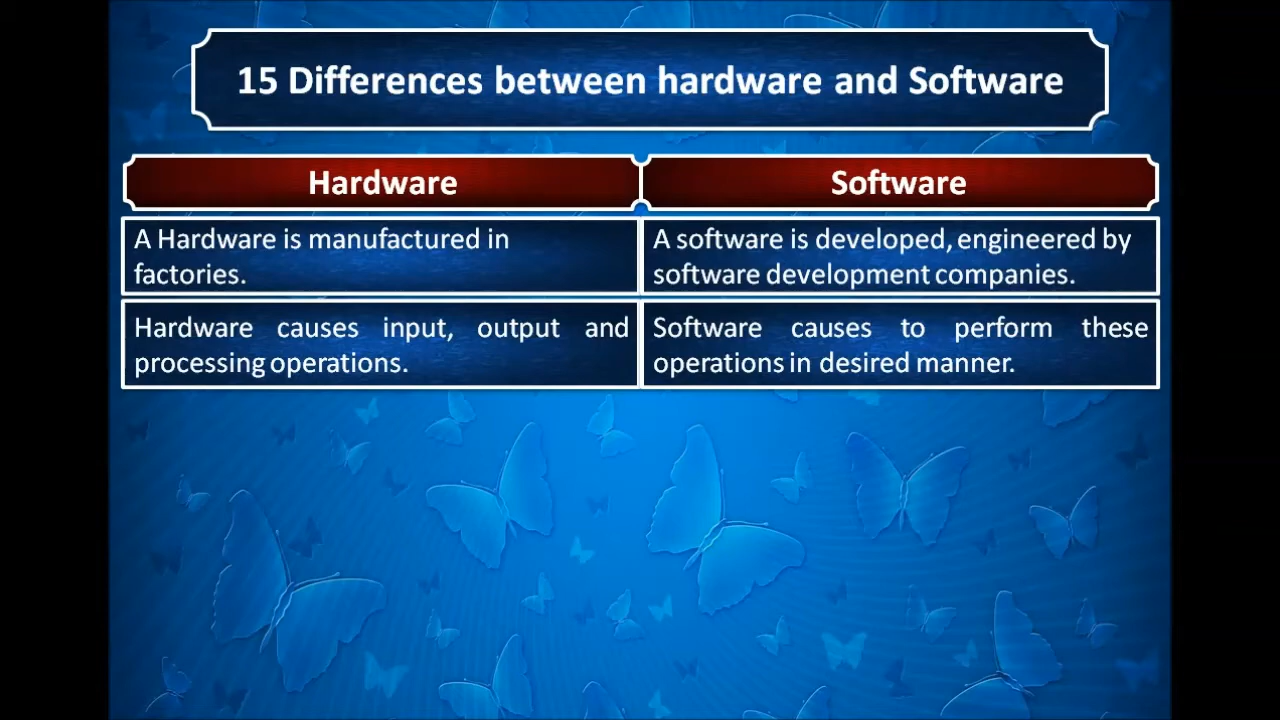 15 Differences between hardware and Software
Hardware
Software
A Hardware is manufactured in
factories.
A software is developed, engineered by
software development companies.
Hardware causes input, output and
processing operations.
Software causes to perform these
operations in desired manner.